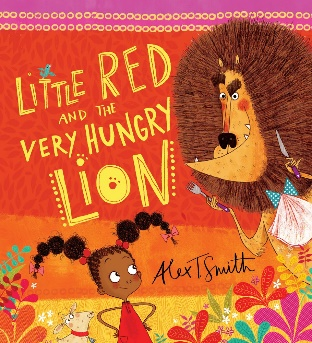 LITTLE RED
AND THE
VERY HUNGRY
LION
Alex T Smith